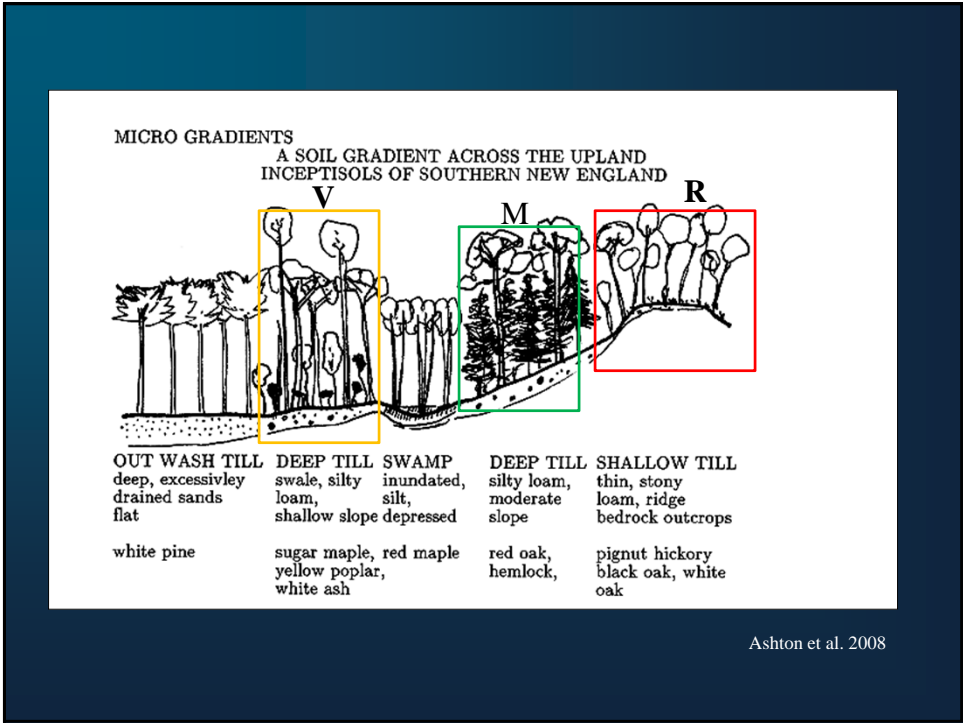 MICRO GRADIENTS
A SOIL GRADIENT ACROSS THE UPLAND
INCEPTISOLS OF SOUTHERN NEW ENGLAND
V
M
R
OUT WASH TILL
deep, excessivley
drained sands
flat
white pine
DEEP TILL
swale, silty
loam,
shallow slope
sugar maple,
yellow poplar,
white ash
SWAMP
inundated,
silt,
depressed
red maple
DEEP TILL
silty loam,
moderate
slope
red oak,
hemlock,
SHALLOW TILL
thin, stony
loam, ridge
bedrock outcrops
pignut hickory
black oak, white
oak
Ashton et al. 2008